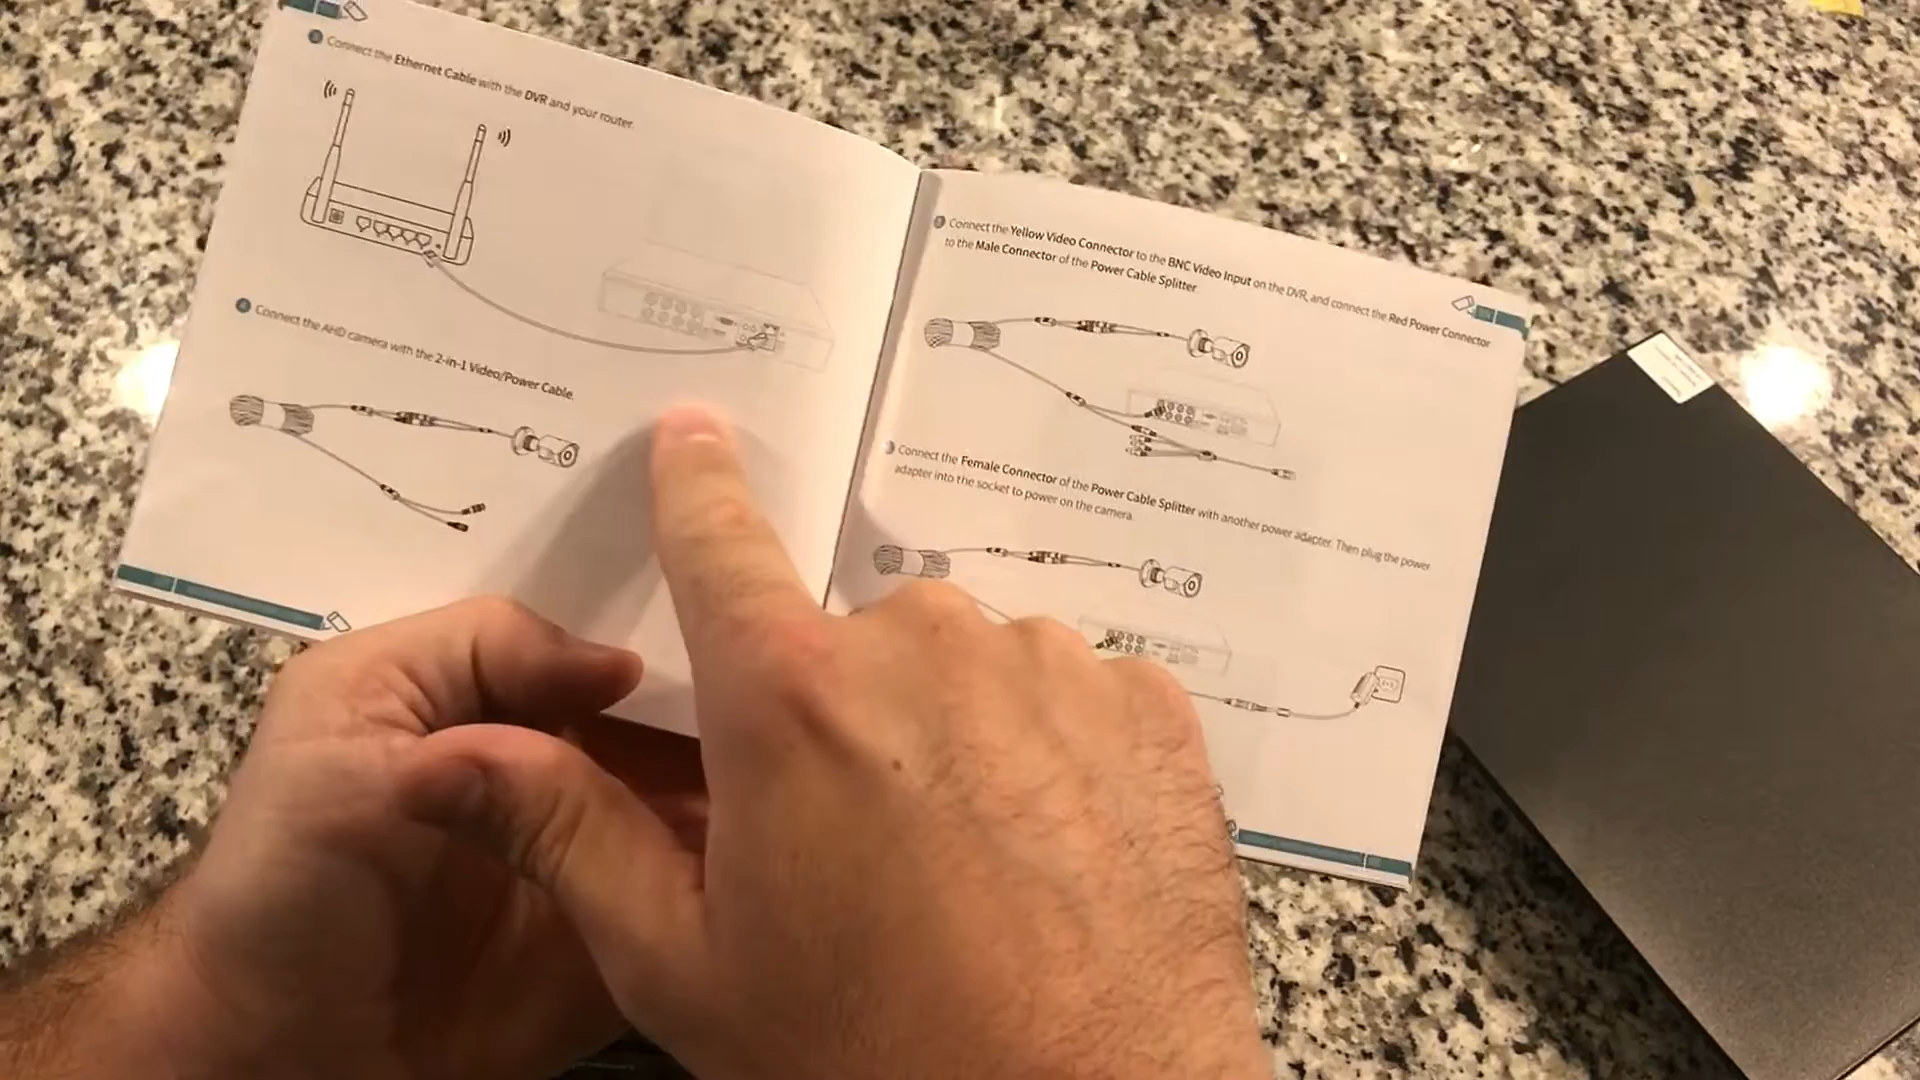 Connect the Ethernet Cable with the DVR and your router.
4 Connect the AHD camera with the 2-in-1 Video/Power Cable.
Connect the Yellow Video Connector to the BNC Video Input on the DVR, and connect the Red Power Connector
to the Male Connector of the Power Cable Splitter.
Connect the Female Connector of the Power Cable Splitter with another power adapter. Then plug the power
adapter into the socket to power on the camera.